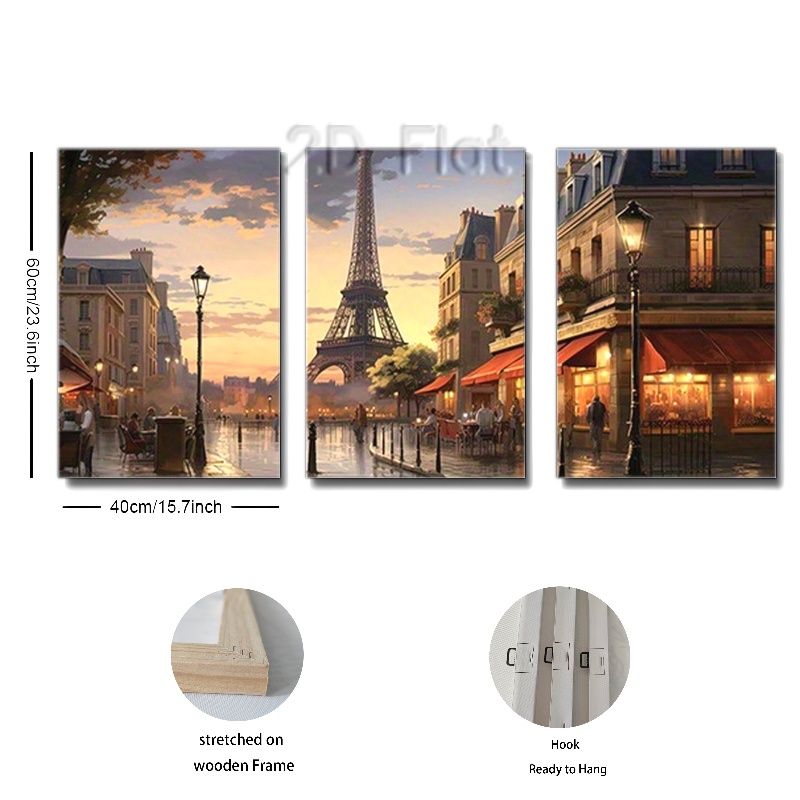 2D Flat
60cm/23.6inch
40cm/15.7inch
stretched on
wooden Frame
Hook
Ready to Hang